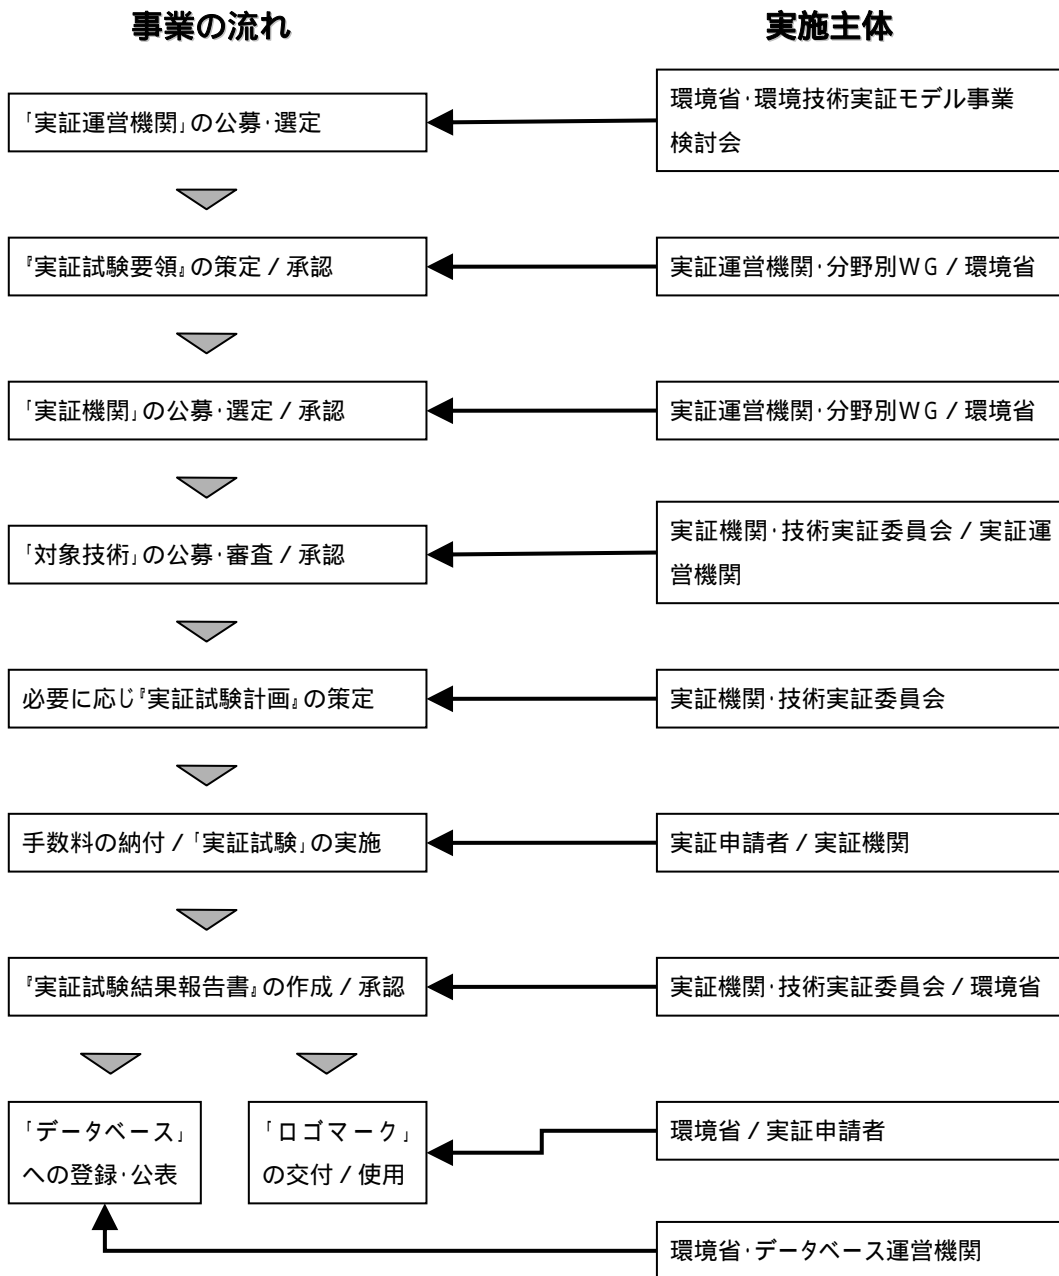 事業の流れ
実施主体
「実証運営機関」の公募・選定
環境省・環境技術実証モデル事業
検討会
『実証試験要領』の策定 / 承認
実証運営機関・分野別WG / 環境省
「実証機関」の公募・選定 / 承認
実証運営機関・分野別WG / 環境省
「対象技術」の公募・審査 / 承認
実証機関・技術実証委員会 / 実証運
営機関
必要に応じ『実証試験計画』の策定
実証機関・技術実証委員会
手数料の納付 / 「実証試験」の実施
実証申請者 / 実証機関
『実証試験結果報告書』の作成 / 承認
実証機関・技術実証委員会 / 環境省
「データベース」
への登録・公表
「ロゴマーク」
の交付 / 使用
環境省 / 実証申請者
環境省・データベース運営機関